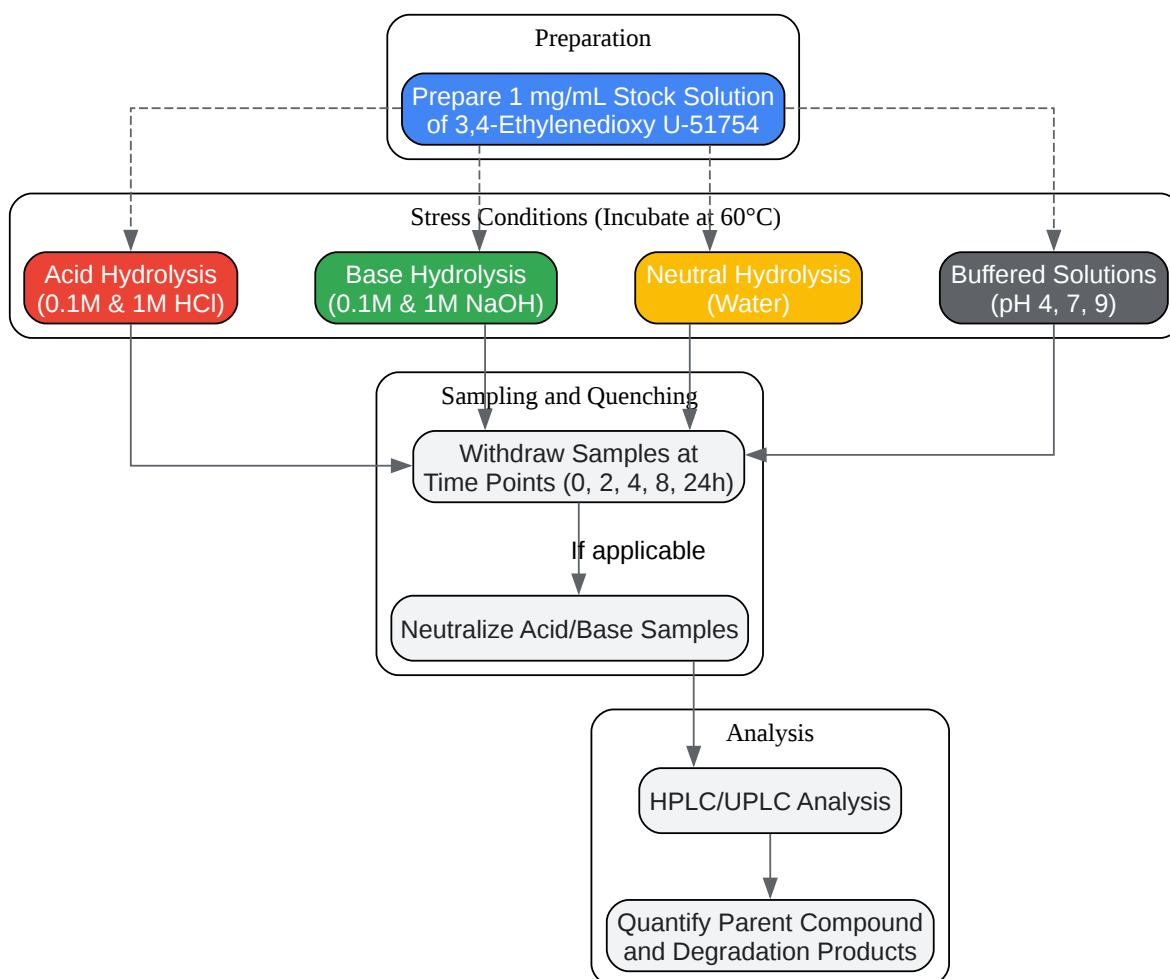 Preparation
Prepare 1 mg/mL Stock Solution
of 3,4-Ethylenedioxy U-51754
Stress Conditions (Incubate at 60°C)
Acid Hydrolysis
(0.1M & 1M HCl)
Base Hydrolysis
(0.1M & 1M NaOH)
Neutral Hydrolysis
(Water)
Buffered Solutions
(pH 4, 7, 9)
Sampling and Quenching
Withdraw Samples at
Time Points (0, 2, 4, 8, 24h)
If applicable
Neutralize Acid/Base Samples
Analysis
HPLC/UPLC Analysis
Quantify Parent Compound
and Degradation Products